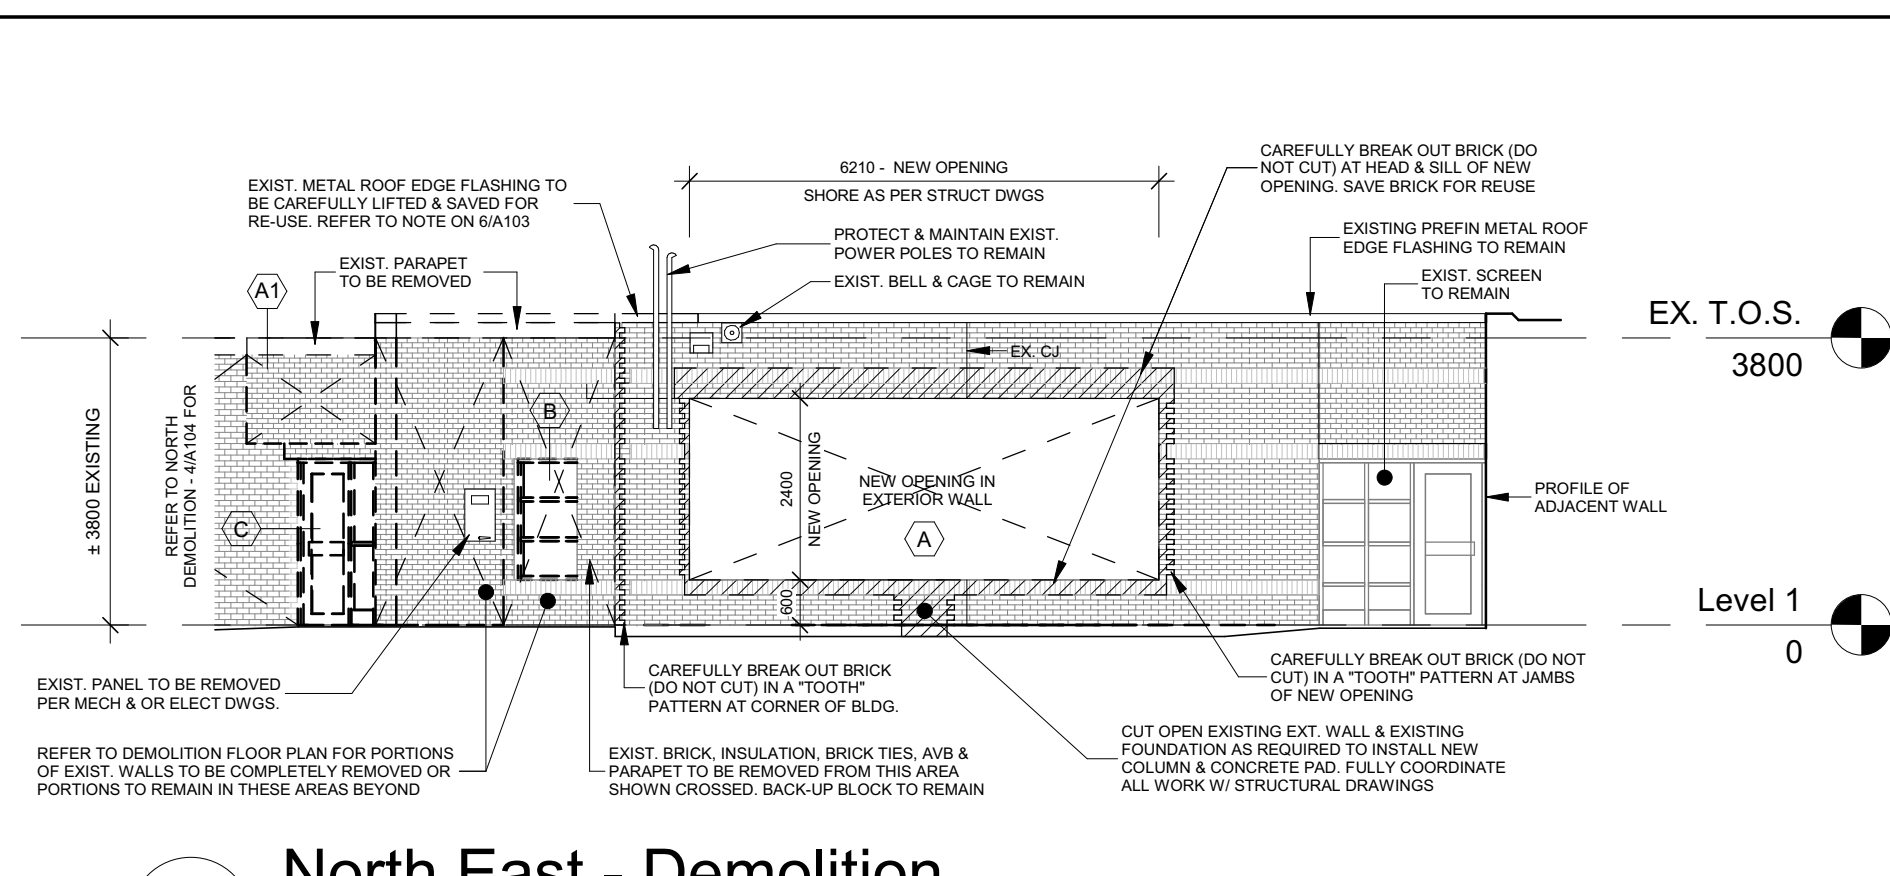 CAREFULLY BREAK OUT BRICK (DO
NOT CUT) AT HEAD & SILL OF NEW
OPENING. SAVE BRICK FOR REUSE
6210 - NEW OPENING
SHORE AS PER STRUCT DWGS
EXIST. METAL ROOF EDGE FLASHING TO
BE CAREFULLY LIFTED & SAVED FOR
RE-USE. REFER TO NOTE ON 6/A103
PROTECT & MAINTAIN EXIST.
POWER POLES TO REMAIN
EXISTING PREFIN METAL ROOF
EDGE FLASHING TO REMAIN
EXIST. PARAPET
TO BE REMOVED
EXIST. BELL & CAGE TO REMAIN
EXIST. SCREEN
TO REMAIN
A1
EX. T.O.S.
3800
EX. CJ
± 3800 EXISTING
REFER TO NORTH
DEMOLITION - 4/A104 FOR
B
C
2400
NEW OPENING
NEW OPENING IN
EXTERIOR WALL
A
PROFILE OF
ADJACENT WALL
600
Level 1
0
EXIST. PANEL TO BE REMOVED
PER MECH & OR ELECT DWGS.
CAREFULLY BREAK OUT BRICK
(DO NOT CUT) IN A "TOOTH"
PATTERN AT CORNER OF BLDG.
CAREFULLY BREAK OUT BRICK (DO NOT
CUT) IN A "TOOTH" PATTERN AT JAMBS
OF NEW OPENING
REFER TO DEMOLITION FLOOR PLAN FOR PORTIONS
OF EXIST. WALLS TO BE COMPLETELY REMOVED OR
PORTIONS TO REMAIN IN THESE AREAS BEYOND
EXIST. BRICK, INSULATION, BRICK TIES, AVB &
PARAPET TO BE REMOVED FROM THIS AREA
SHOWN CROSSED. BACK-UP BLOCK TO REMAIN
CUT OPEN EXISTING EXT. WALL & EXISTING
FOUNDATION AS REQUIRED TO INSTALL NEW
COLUMN & CONCRETE PAD. FULLY COORDINATE
ALL WORK W/ STRUCTURAL DRAWINGS
North East - Demolition